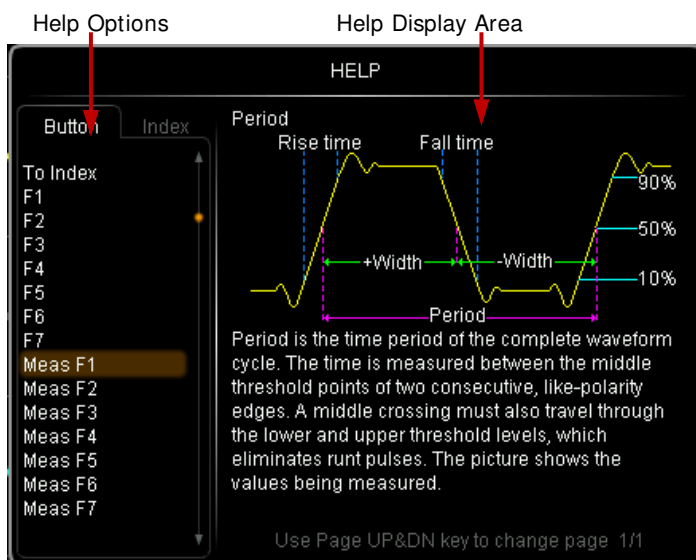 Help Options
Help Display Area
HELP
Button
Index
To Index
F1
F2
F3
F4
F5
F6
F7
Meas F1
Meas F2
Meas F3
Meas F4
Meas F5
Meas F6
Meas F7
Period
Rise time
Fall time
90%
50%
+Width
-Width
10%
Period
Period is the time period of the complete waveform
cycle. The time is measured between the middle
threshold points of two consecutive, like-polarity
edges. A middle crossing must also travel through
the lower and upper threshold levels, which
eliminates runt pulses. The picture shows the
values being measured.
Use Page UP&DN key to change page 1/1